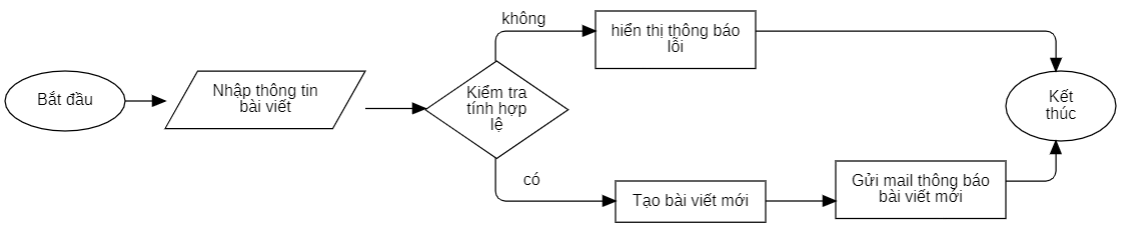 không
hiển thị thông báo
lỗi
Bắt đầu
Nhập thông tin
bài viết
Kiểm tra
tính hợp
lệ
Kết
thúc
có
Tạo bài viết mới
Gửi mail thông báo
bài viết mới